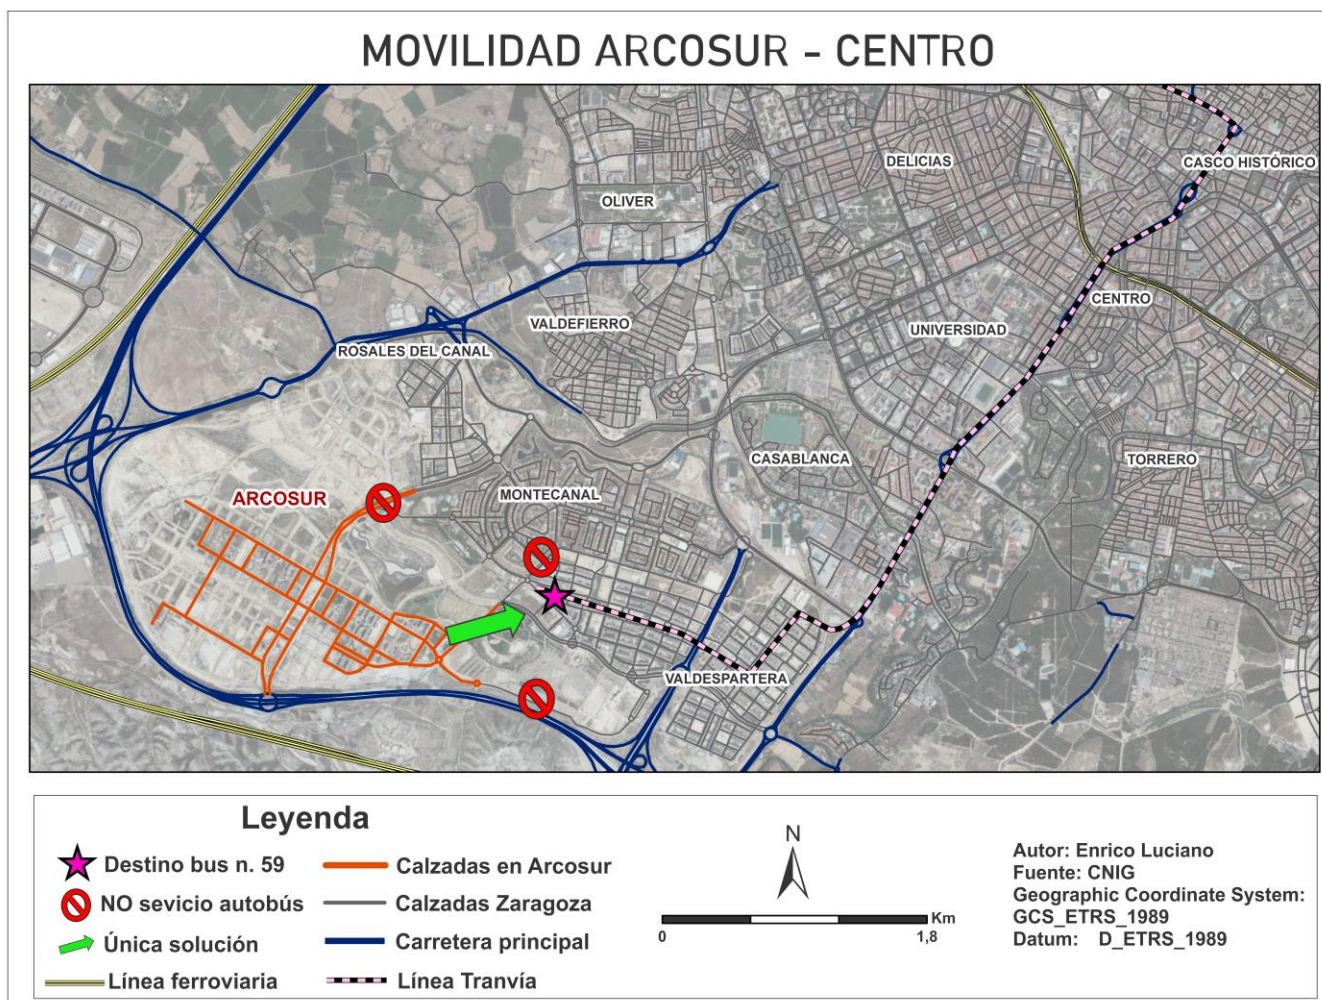 MOVILIDAD ARCOSUR - CENTRO
DELICIAS
CASCO HISTÓRICO
OLIVER
CENTRO
VALDEFIERRO
UNIVERSIDAD
ROSALES DEL CANAL
CASABLANCA
TORRERO
ARCOSUR
MONTECANAL
VALDESPARTERA
Leyenda
Destino bus n. 59
NO sevicio autobús
Única solución
Línea ferroviaria
Calzadas en Arcosur
Calzadas Zaragoza
Carretera principal
Línea Tranvía
N
Km
0 1,8
Autor: Enrico Luciano
Fuente: CNIG
Geographic Coordinate System:
GCS_ETRS_1989
Datum: D_ETRS_1989